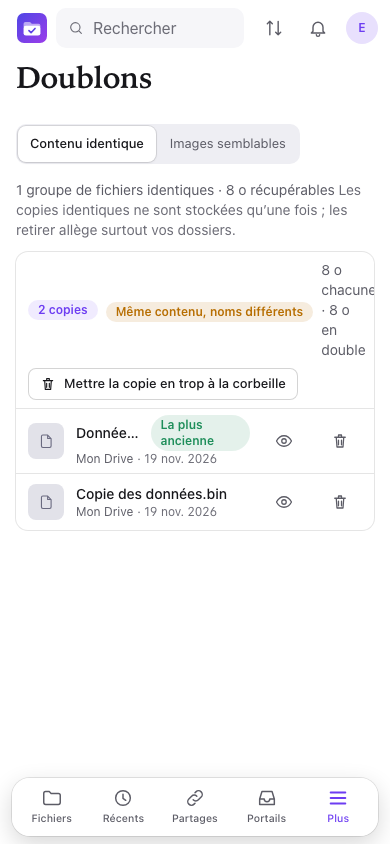 Rechercher
E
Doublons
Contenu identique
Images semblables
1 groupe de fichiers identiques · 8 o récupérables Les
copies identiques ne sont stockées qu'une fois ; les
retirer allège surtout vos dossiers.
2 copies
Même contenu, noms différents
8 o
chacune
· 8 o
en
double
Mettre la copie en trop à la corbeille
Donnée...
La plus
ancienne
Mon Drive · 19 nov. 2026
Copie des données.bin
Mon Drive · 19 nov. 2026
Fichiers
Récents
Partages
Portails
Plus